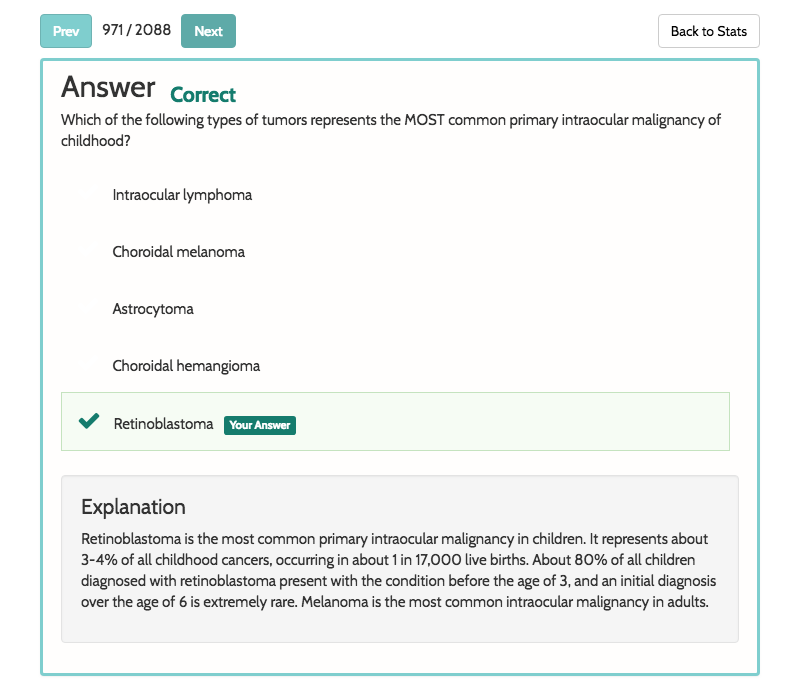 Prev 971 / 2088 Next Back to Stats
Answer Correct
Which of the following types of tumors represents the MOST common primary intraocular malignancy of
childhood?
Intraocular lymphoma
Choroidal melanoma
Astrocytoma
Choroidal hemangioma
Retinoblastoma Your Answer
Explanation
Retinoblastoma is the most common primary intraocular malignancy in children. It represents about
3-4% of all childhood cancers, occurring in about 1 in 17,000 live births. About 80% of all children
diagnosed with retinoblastoma present with the condition before the age of 3, and an initial diagnosis
over the age of 6 is extremely rare. Melanoma is the most common intraocular malignancy in adults.